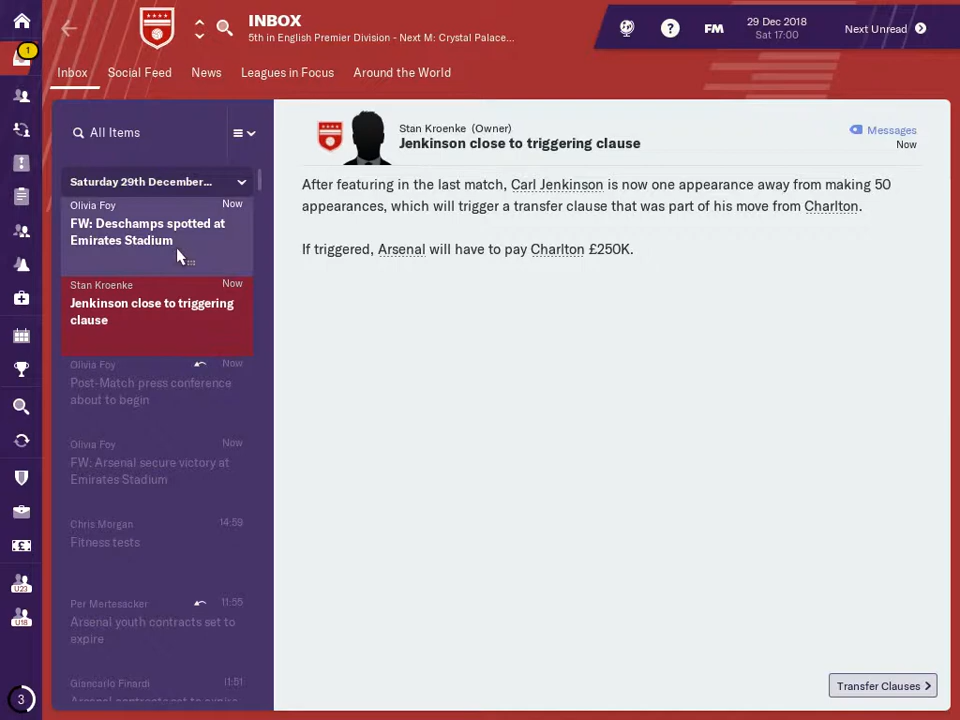 1
INBOX
5th in English Premier Division - Next M: Crystal Palace...
?
FM
29 Dec 2018
Sat 17:00
Next Unread
Inbox
Social Feed
News
Leagues in Focus
Around the World
All Items
Saturday 29th December...
Olivia Foy
Now
FW: Deschamps spotted at
Emirates Stadium
Stan Kroenke
Now
Jenkinson close to triggering
clause
Olivia Foy
Now
Post-Match press conference
about to begin
Olivia Foy
Now
FW: Arsenal secure victory at
Emirates Stadium
Chris Morgan
14:59
Fitness tests
Per Mertesacker
11:55
Arsenal youth contracts set to
expire
Giancarlo Finardi
11:51
Arsenal contracts set to expire
Stan Kroenke (Owner)
Jenkinson close to triggering clause
Messages
Now
After featuring in the last match, Carl Jenkinson is now one appearance away from making 50
appearances, which will trigger a transfer clause that was part of his move from Charlton.
If triggered, Arsenal will have to pay Charlton £250K.
Transfer Clauses
U23
U18
3